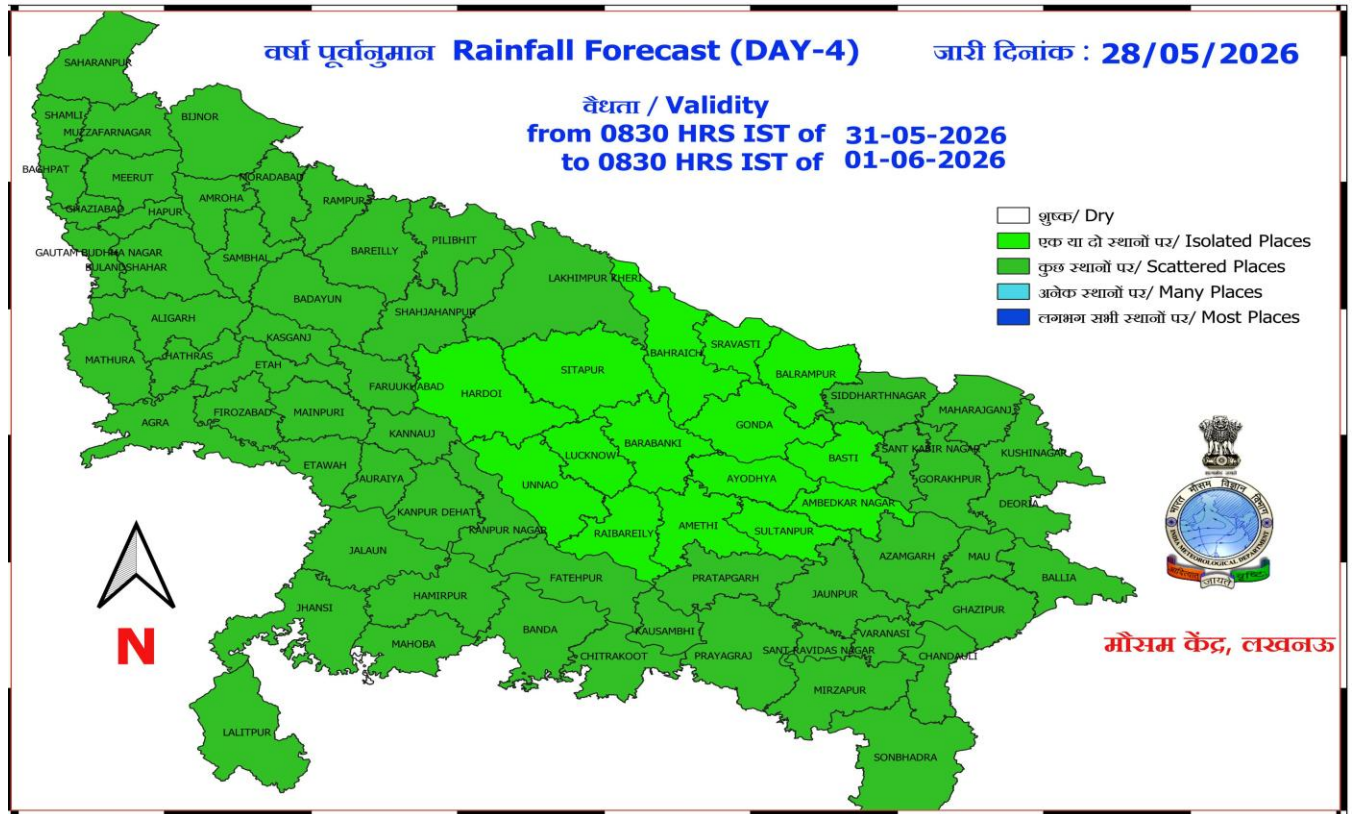 वर्षा पूर्वानुमान Rainfall Forecast (DAY-4) जारी दिनांक : 28/05/2026
वैधता / Validity
from 0830 HRS IST of 31-05-2026
to 0830 HRS IST of 01-06-2026
शुष्क/ Dry
एक या दो स्थानों पर/ Isolated Places
कुछ स्थानों पर/ Scattered Places
अनेक स्थानों पर/ Many Places
लगभग सभी स्थानों पर/ Most Places
SAHARANPUR
SHAMLI
MUZZAFARNAGAR
BIJNOR
BAGHPAT
MEERUT
MORADABAD
GHAZIABAD
HAPUR
AMROHA
RAMPUR
GAUTAM BUDHHA NAGAR
BULANDSHAHAR
SAMBHAL
BAREILLY
PILIBHIT
LAKHIMPUR KHERI
BADAYUN
SHAHJAHANPUR
ALIGARH
KASGANJ
MATHURA
HATHRAS
ETAH
FARUUKHABAD
HARDOI
SITAPUR
BAHRAICH
SRAVASTI
BALRAMPUR
SIDDHARTHNAGAR
MAHARAJGANJ
AGRA
FIROZABAD
MAINPURI
KANNAUJ
GONDA
BARABANKI
LUCKNOW
BASTI
SANT KABIR NAGAR
KUSHINAGAR
ETAWAH
AURAIYA
UNNAO
AYODHYA
GORAKHPUR
DEORIA
KANPUR DEHAT
AMBEDKAR NAGAR
KANPUR NAGAR
RAIBAREILY
AMETHI
SULTANPUR
JALAUN
AZAMGARH
MAU
FATEHPUR
PRATAPGARH
BALLIA
HAMIRPUR
JAUNPUR
JHANSI
GHAZIPUR
MAHOBA
BANDA
KAUSAMBHI
VARANASI
CHITRAKOOT
PRAYAGRAJ
SANT RAVIDAS NAGAR
CHANDAULI
MIRZAPUR
LALITPUR
SONBHADRA
N
भारत मौसम विज्ञान विभाग
INDIA METEOROLOGICAL DEPARTMENT
मौसम केंद्र, लखनऊ